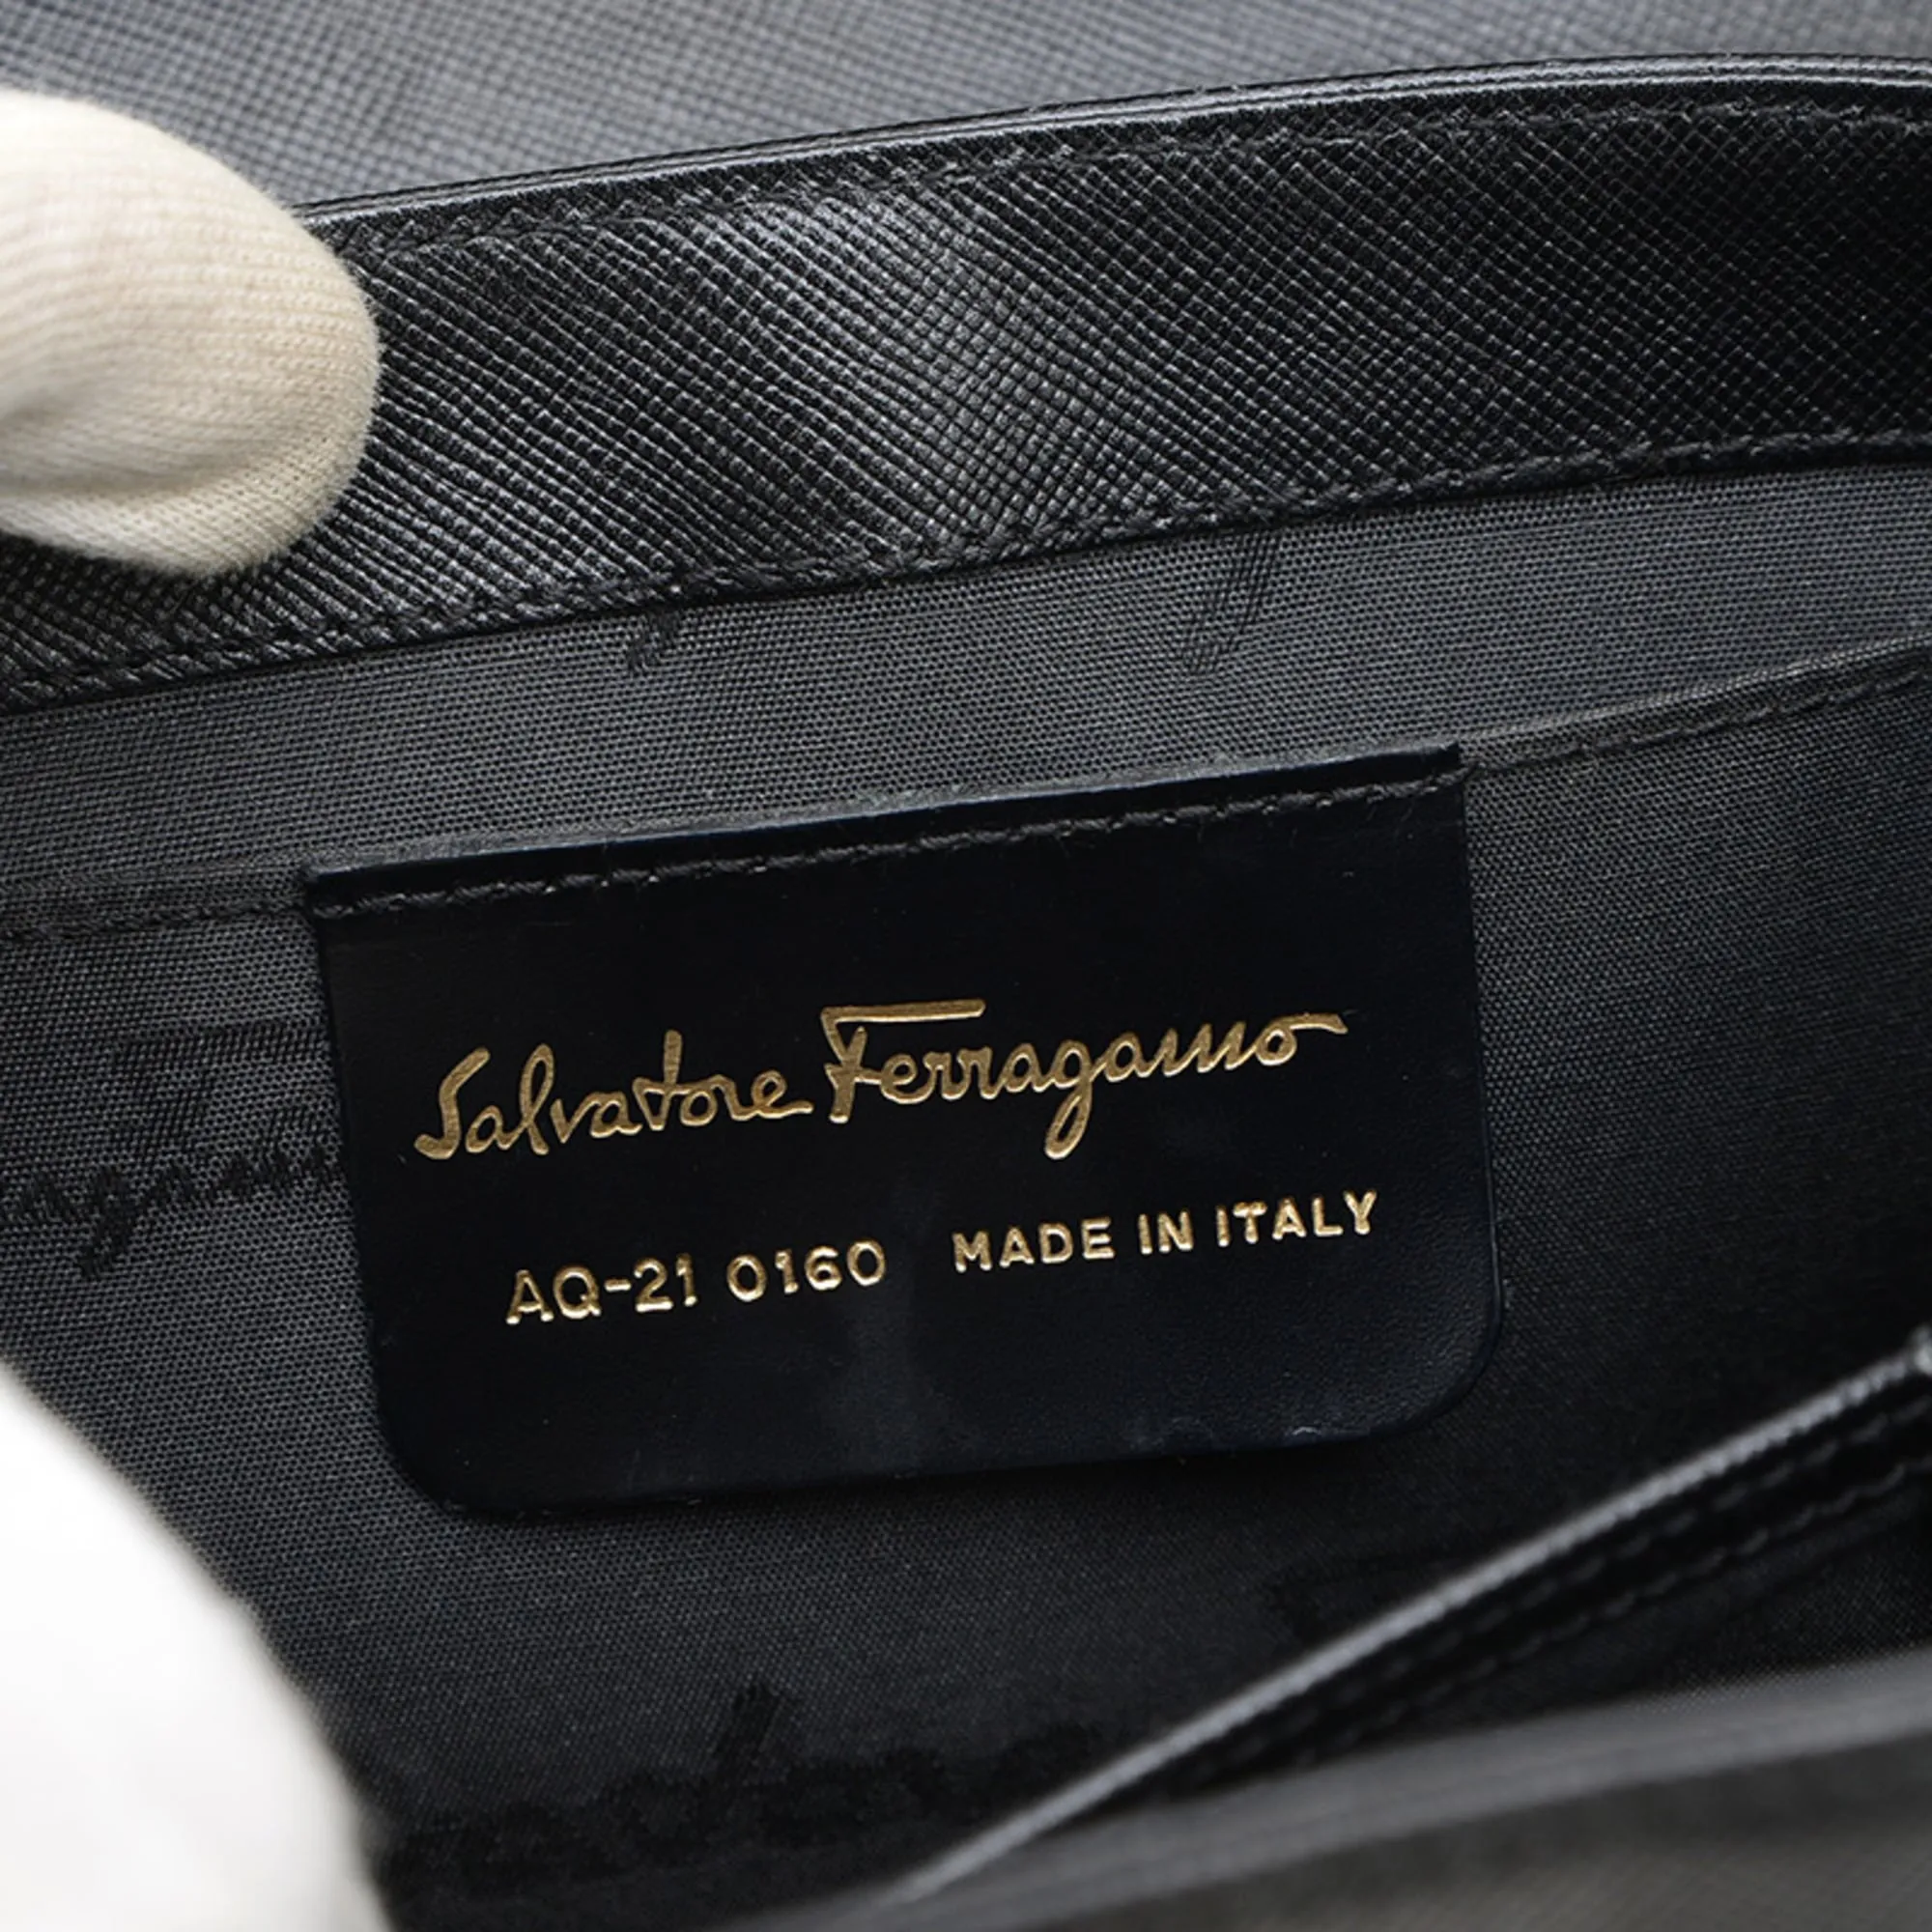 Salvatore Ferragamo
AQ-21 0160 MADE IN ITALY